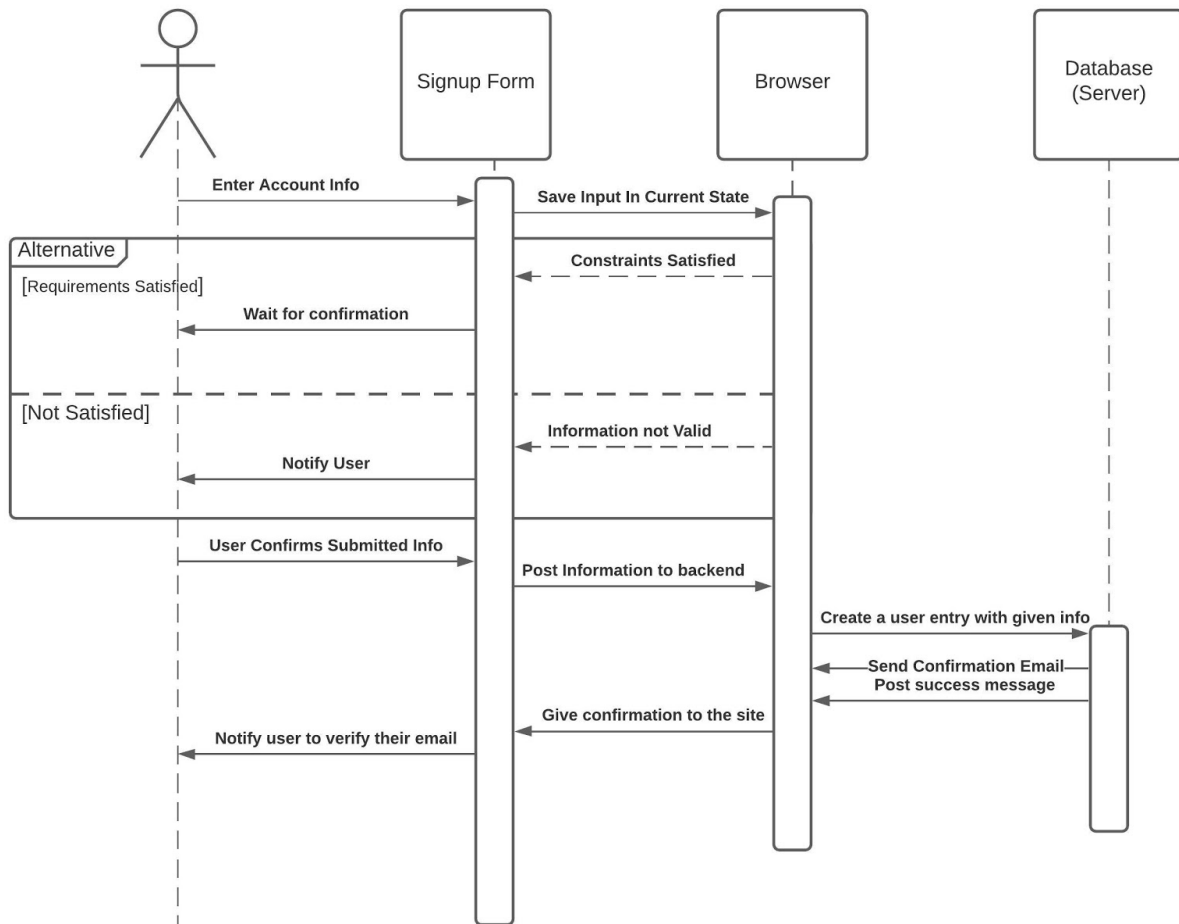 Signup Form
Browser
Database
(Server)
Enter Account Info
Save Input In Current State
Alternative
Constraints Satisfied
[Requirements Satisfied]
Wait for confirmation
[Not Satisfied]
Information not Valid
Notify User
User Confirms Submitted Info
Post Information to backend
Create a user entry with given info
Send Confirmation Email
Post success message
Give confirmation to the site
Notify user to verify their email